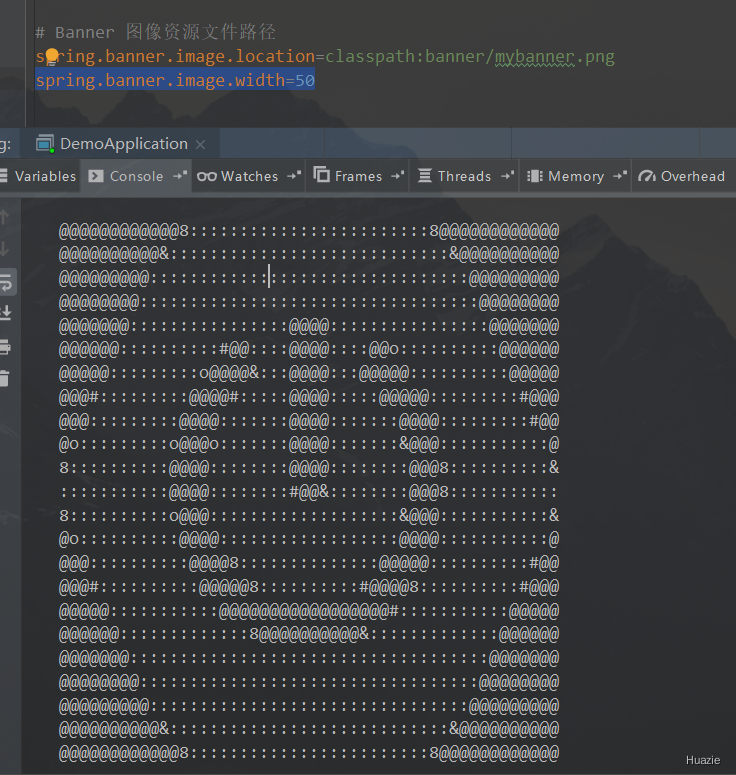 # Banner 图像资源文件路径
spring.banner.image.location=classpath:banner/mybanner.png
spring.banner.image.width=50
g: DemoApplication ×
Variables Console Watches Frames Threads Memory Overhead
@@@@@@@@@@@@8::::::::::::::::::::::::8@@@@@@@@@@@@
@@@@@@@@@@&::::::::::::::::::::::::::::&@@@@@@@@@@
@@@@@@@@@::::::::::::::::::::::::::::::::@@@@@@@@@
@@@@@@@@::::::::::::::::::::::::::::::::::@@@@@@@@
@@@@@@@::::::::::::::::@@@@::::::::::::::::@@@@@@@
@@@@@@::::::::::#@@::::@@@@::::@@o::::::::::@@@@@@
@@@@@:::::::::o@@@@&:::@@@@:::@@@@@::::::::::@@@@@
@@@#:::::::::@@@@#:::::@@@@:::::@@@@@:::::::::#@@@
@@@:::::::::@@@@:::::::@@@@:::::::@@@@:::::::::#@@
@o:::::::::o@@@o:::::::@@@@:::::::&@@@:::::::::::@
8::::::::::@@@@::::::::@@@@::::::::@@@8::::::::::&
:::::::::::@@@@::::::::#@@&::::::::@@@8:::::::::::
8::::::::::o@@@:::::::::::::::::::&@@@:::::::::::&
@o::::::::::@@@@::::::::::::::::::@@@@:::::::::::@
@@@::::::::::@@@@8::::::::::::::@@@@@::::::::::#@@
@@@#::::::::::@@@@@8::::::::::#@@@@8::::::::::#@@@
@@@@@:::::::::::@@@@@@@@@@@@@@@@@#:::::::::::@@@@@
@@@@@@:::::::::::::8@@@@@@@@@@&:::::::::::::@@@@@@
@@@@@@@::::::::::::::::::::::::::::::::::::@@@@@@@
@@@@@@@@::::::::::::::::::::::::::::::::::@@@@@@@@
@@@@@@@@@::::::::::::::::::::::::::::::::@@@@@@@@@
@@@@@@@@@@&::::::::::::::::::::::::::::&@@@@@@@@@@
@@@@@@@@@@@@8::::::::::::::::::::::::8@@@@@@@@@@@@
Huazie